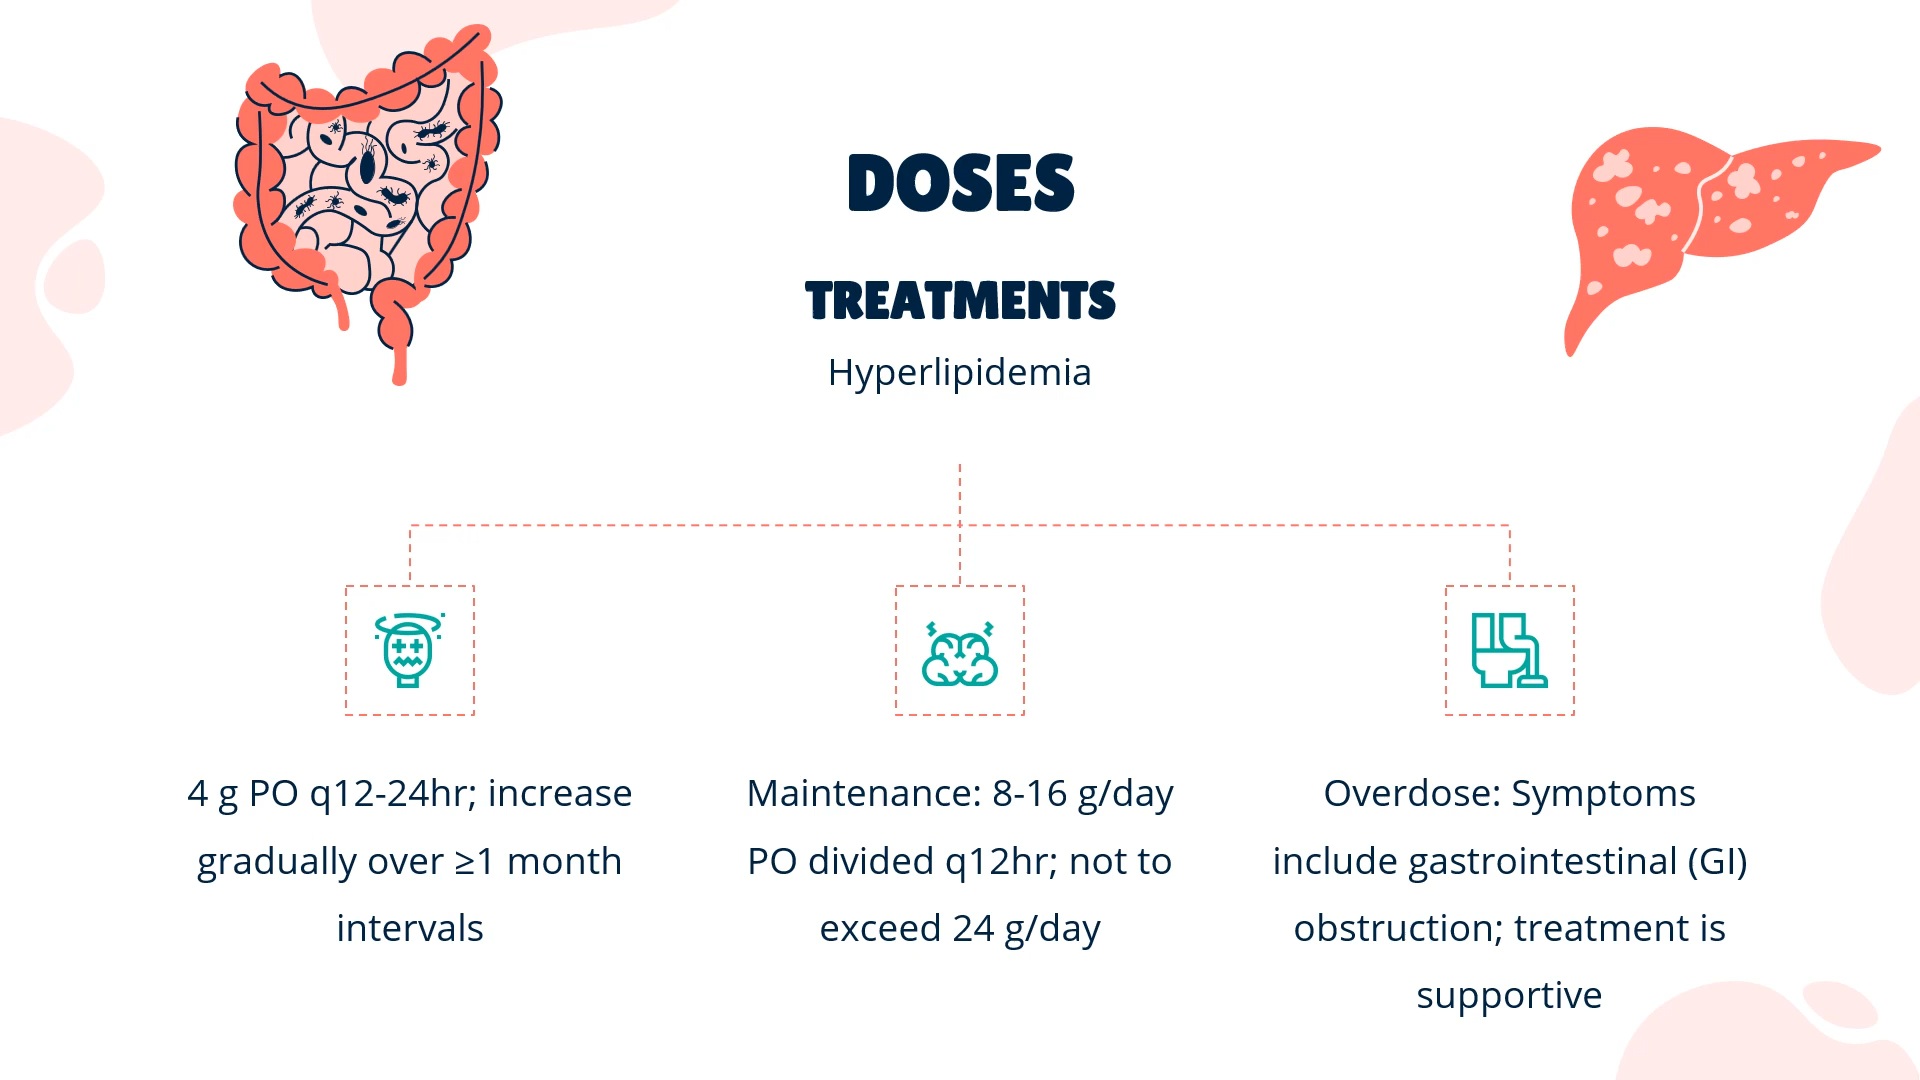 DOSES
TREATMENTS
Hyperlipidemia
4 g PO q12-24hr; increase
gradually over ≥1 month
intervals
Maintenance: 8-16 g/day
PO divided q12hr; not to
exceed 24 g/day
Overdose: Symptoms
include gastrointestinal (GI)
obstruction; treatment is
supportive